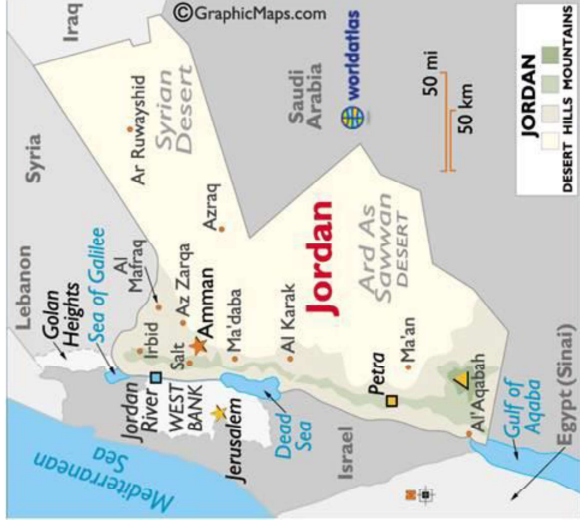 ©GraphicMaps.com
Iraq
Syria
Lebanon
Golan
Heights
Sea of Galilee
Al
Mafraq
Ar Ruwayshid
Syrian
Desert
Irbid
Az Zarqa
Salt
Amman
Azraq
Jordan
River
WEST
BANK
Jerusalem
Mediterranean
Sea
Ma'daba
Dead
Sea
Al Karak
Jordan
Saudi
Arabia
worldatlas
Israel
Ard As
Sawwan
DESERT
Petra
Ma'an
50 mi
50 km
Al'Aqabah
Gulf of
Aqaba
Egypt (Sinai)
N
JORDAN
DESERT HILLS MOUNTAINS